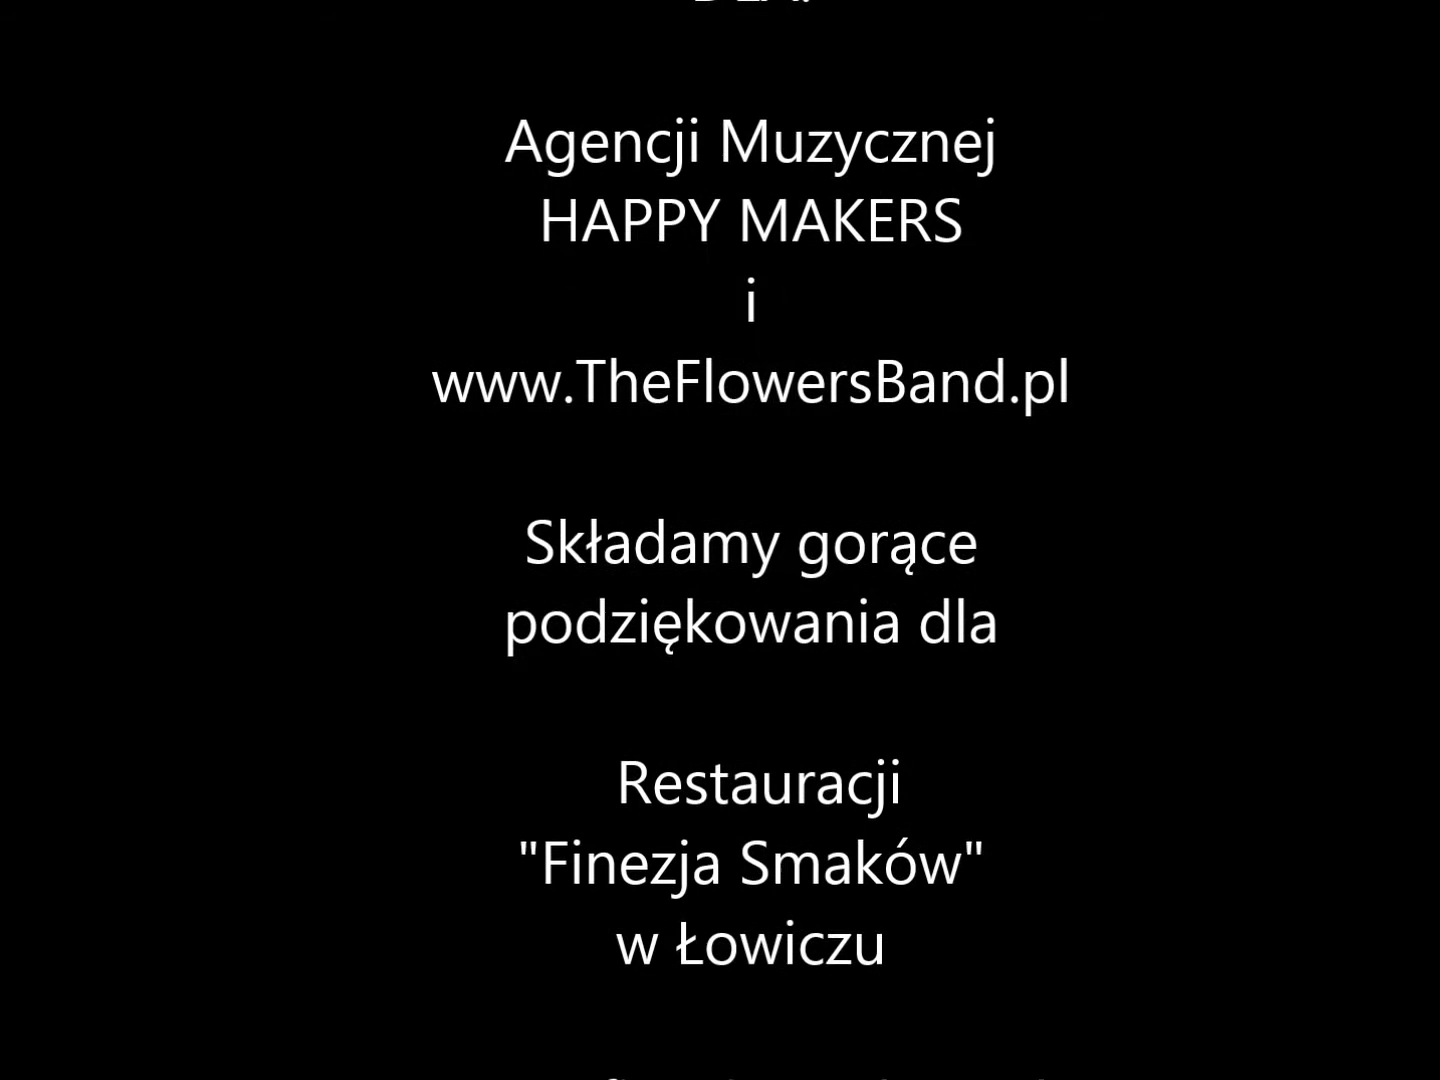 Agencji Muzycznej
HAPPY MAKERS
i
www.TheFlowersBand.pl
Składamy gorące
podziękowania dla
Restauracji
"Finezja Smaków"
w Łowiczu